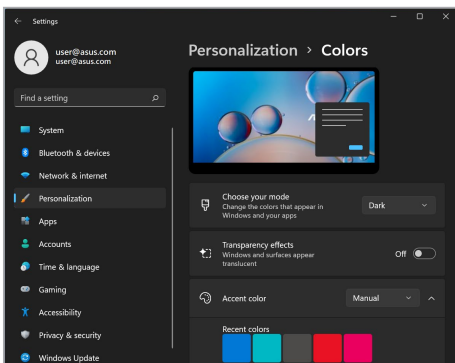 Settings
user@asus.com
user@asus.com
Find a setting
System
Bluetooth & devices
Network & internet
Personalization
Apps
Accounts
Time & language
Gaming
Accessibility
Privacy & security
Windows Update
Personalization > Colors
Choose your mode
Change the colors that appear in
Windows and your apps
Dark
Transparency effects
Windows and surfaces appear
translucent
Off
Accent color
Manual
Recent colors